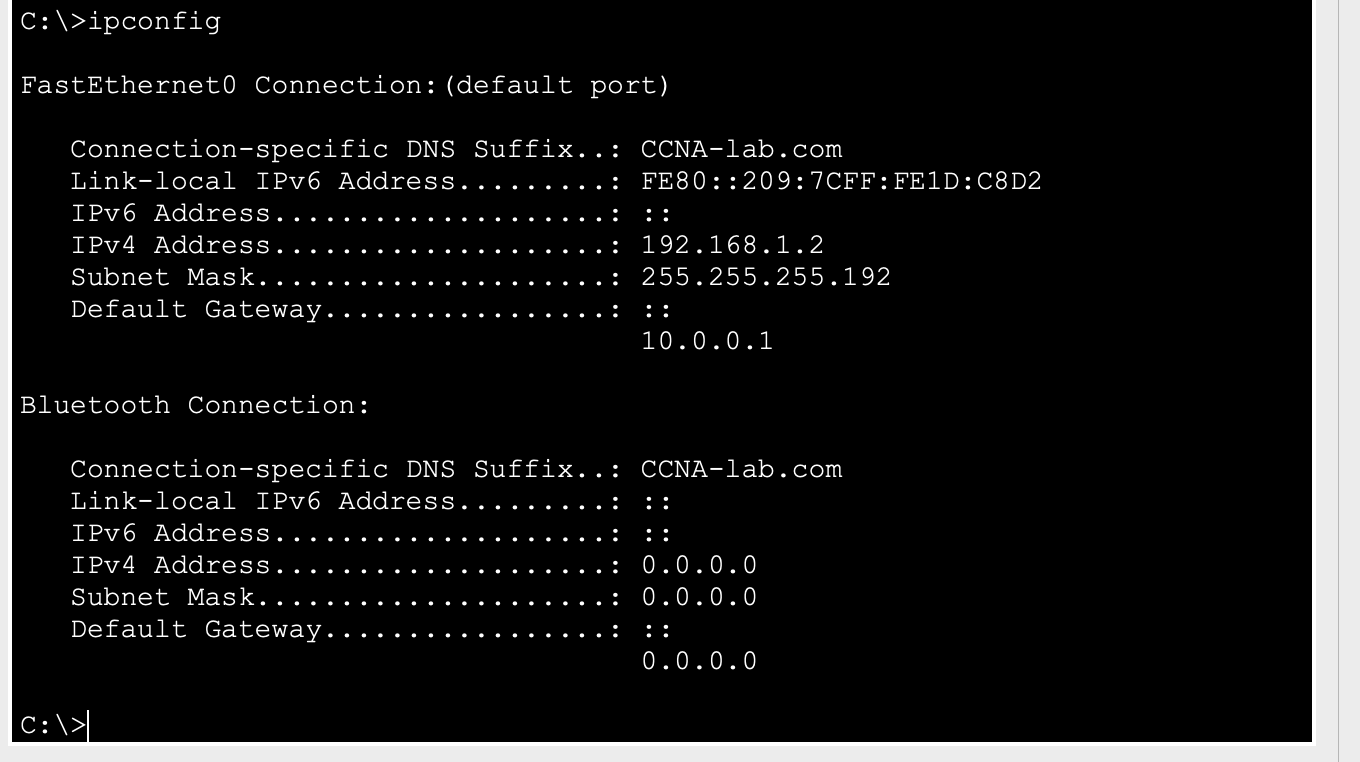 C:\>ipconfig
FastEthernet0 Connection:(default port)
Connection-specific DNS Suffix..: CCNA-lab.com
Link-local IPv6 Address.........: FE80::209:7CFF:FE1D:C8D2
IPv6 Address....................: ::
IPv4 Address....................: 192.168.1.2
Subnet Mask.....................: 255.255.255.192
Default Gateway.................: ::
10.0.0.1
Bluetooth Connection:
Connection-specific DNS Suffix..: CCNA-lab.com
Link-local IPv6 Address.........: ::
IPv6 Address....................: ::
IPv4 Address....................: 0.0.0.0
Subnet Mask.....................: 0.0.0.0
Default Gateway.................: ::
0.0.0.0
C:\>